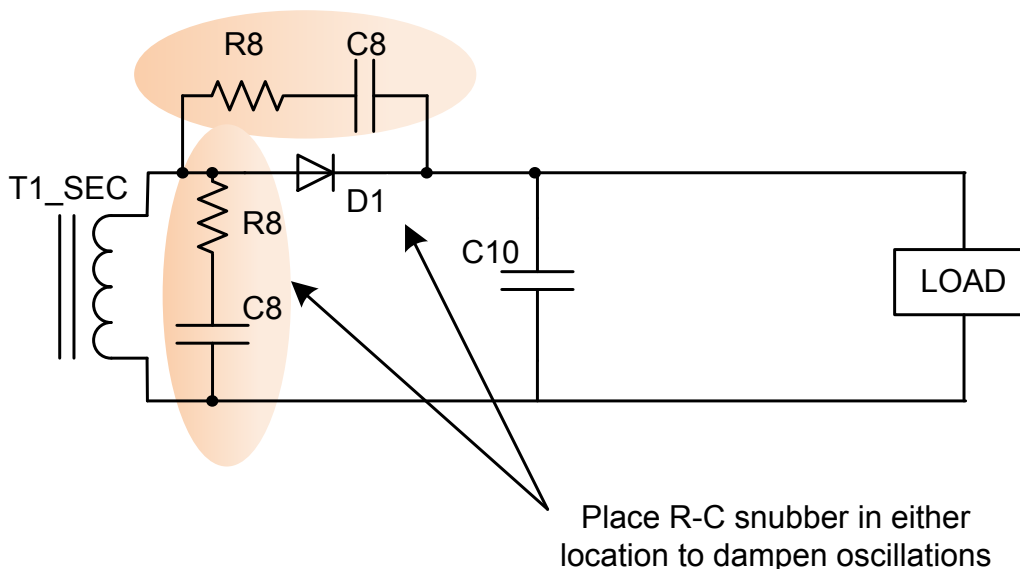 R8
C8
T1_SEC
D1
R8
C10
LOAD
C8
Place R-C snubber in either
location to dampen oscillations